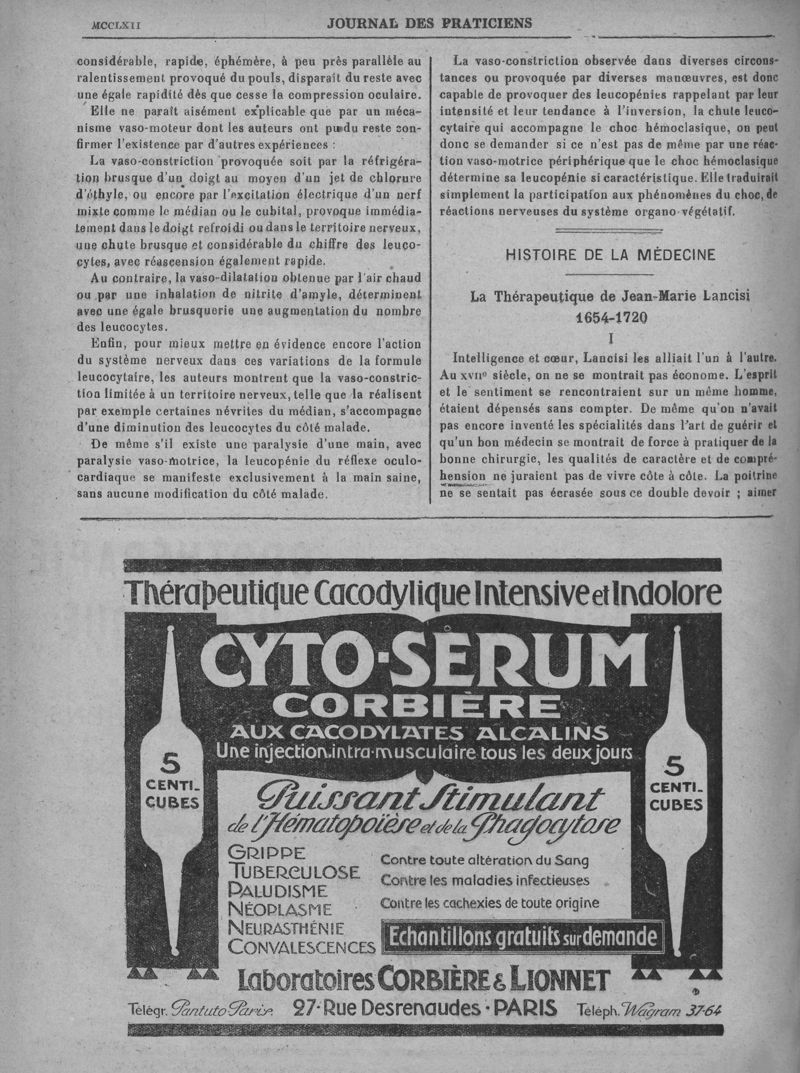 MCCLXII
JOURNAL DES PRATICIENS
considérable, rapide, éphémère, à peu près parallèle au
ralentissement provoqué du pouls, disparaît du reste avec
une égale rapidité dès que cesse la compression oculaire.
Elle ne paraît aisément explicable que par un méca-
nisme vaso-moteur dont les auteurs ont pu du reste con-
firmer l'existence par d'autres expériences :
La vaso-constriction provoquée soit par la réfrigéra-
tion brusque d'un doigt au moyen d'un jet de chlorure
d'éthyle, ou encore par l'excitation électrique d'un nerf
mixte comme le médian ou le cubital, provoque immédia-
tement dans le doigt refroidi ou dans le territoire nerveux,
une chute brusque et considérable du chiffre des leuco-
cytes, avec réascension également rapide.
Au contraire, la vaso-dilatation obtenue par l'air chaud
ou par une inhalation de nitrite d'amyle, déterminent
avec une égale brusquerie une augmentation du nombre
des leucocytes.
Enfin, pour mieux mettre en évidence encore l'action
du système nerveux dans ces variations de la formule
leucocytaire, les auteurs montrent que la vaso-constric-
tion limitée à un territoire nerveux, telle que la réalisent
par exemple certaines névrites du médian, s'accompagne
d'une diminution des leucocytes du côté malade.
De même s'il existe une paralysie d'une main, avec
paralysie vaso-motrice, la leucopénie du réflexe oculo-
cardiaque se manifeste exclusivement à la main saine,
sans aucune modification du côté malade.
La vaso-constriction observée dans diverses circons-
tances ou provoquée par diverses manœuvres, est donc
capable de provoquer des leucopénies rappelant par leur
intensité et leur tendance à l'inversion, la chute leuco-
cytaire qui accompagne le choc hémoclasique, on peut
donc se demander si ce n'est pas de même par une réac-
tion vaso-motrice périphérique que le choc hémoclasique
détermine sa leucopénie si caractéristique. Elle traduirait
simplement la participation aux phénomènes du choc, de
réactions nerveuses du système organo-végétatif.
HISTOIRE DE LA MÉDECINE
La Thérapeutique de Jean-Marie Lancisi
1654-1720
I
Intelligence et cœur, Lancisi les alliait l'un à l'autre.
Au XVIIe siècle, on ne se montrait pas économe. L'esprit
et le sentiment se rencontraient sur un même homme,
étaient dépensés sans compter. De même qu'on n'avait
pas encore inventé les spécialités dans l'art de guérir et
qu'un bon médecin se montrait de force à pratiquer de la
bonne chirurgie, les qualités de caractère et de compré-
hension ne juraient pas de vivre côte à côte. La poitrine
ne se sentait pas écrasée sous ce double devoir ; aimer
Thérapeutique Cacodylique Intensive et Indolore
CYTO-SÉRUM
CORBIÈRE
AUX CACODYLATES ALCALINS
Une injection intra-musculaire tous les deux jours
5
CENTI-
CUBES
5
CENTI-
CUBES
Puissant Stimulant
de l'Hématopoïèse et de la Phagocytose
GRIPPE
TUBERCULOSE
PALUDISME
NÉOPLASME
NEURASTHÉNIE
CONVALESCENCES
Contre toute altération du Sang
Contre les maladies infectieuses
Contre les cachexies de toute origine
Echantillons gratuits sur demande
Laboratoires CORBIÈRE & LIONNET
Télégr. Pantuto Paris. 27·Rue Desrenaudes·PARIS Téléph. Wagram 37-64